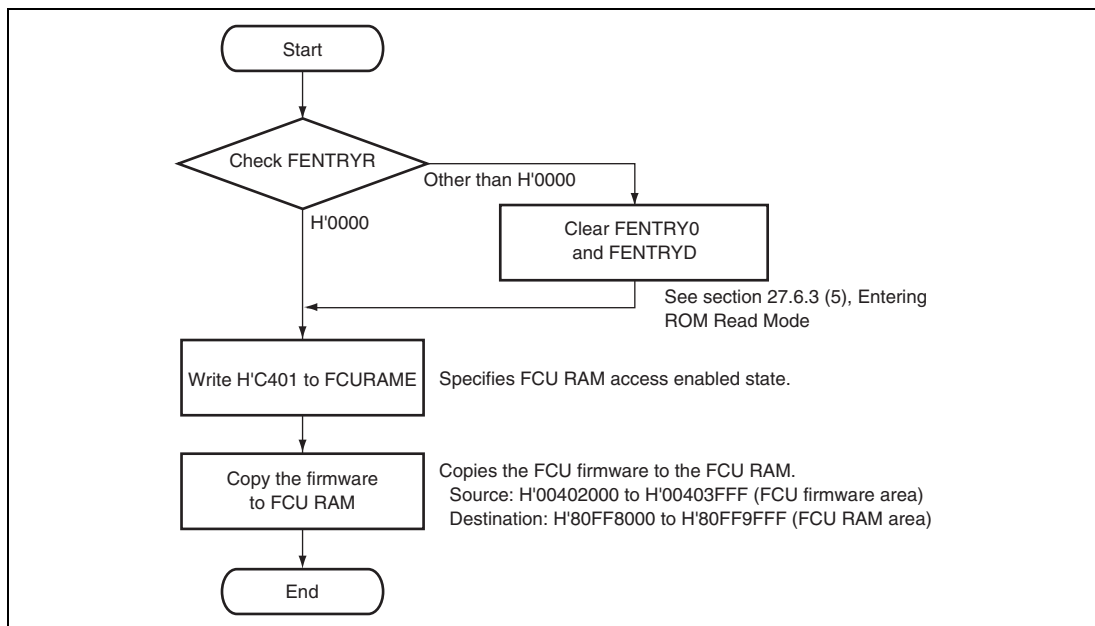 Start
Check FENTRYR
Other than H'0000
H'0000
Clear FENTRY0
and FENTRYD
See section 27.6.3 (5), Entering
ROM Read Mode
Write H'C401 to FCURAME
Specifies FCU RAM access enabled state.
Copy the firmware
to FCU RAM
Copies the FCU firmware to the FCU RAM.
Source: H'00402000 to H'00403FFF (FCU firmware area)
Destination: H'80FF8000 to H'80FF9FFF (FCU RAM area)
End